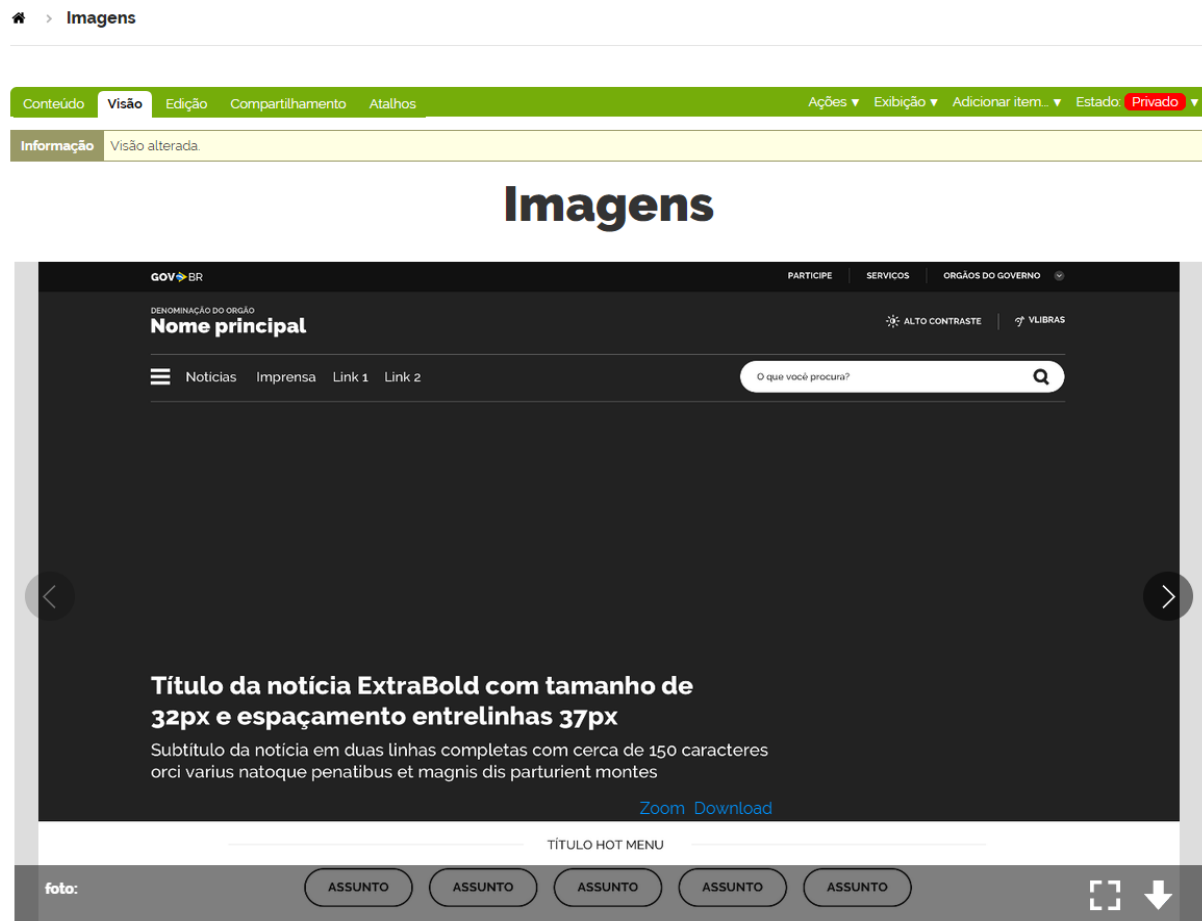 Imagens
Conteúdo Visão Edição Compartilhamento Atalhos Ações Exibição Adicionar item... Estado: Privado
Informação Visão alterada.
Imagens
GOV BR PARTICIPE SERVIÇOS ORGÃOS DO GOVERNO
DENOMINAÇÃO DO ORGÃO
Nome principal
ALTO CONTRASTE VLIBRAS
Notícias Imprensa Link 1 Link 2 O que você procura?
Título da notícia ExtraBold com tamanho de
32px e espaçamento entrelinhas 37px
Subtítulo da notícia em duas linhas completas com cerca de 150 caracteres
orci varius natoque penatibus et magnis dis parturient montes
Zoom Download
TÍTULO HOT MENU
foto: ASSUNTO ASSUNTO ASSUNTO ASSUNTO ASSUNTO